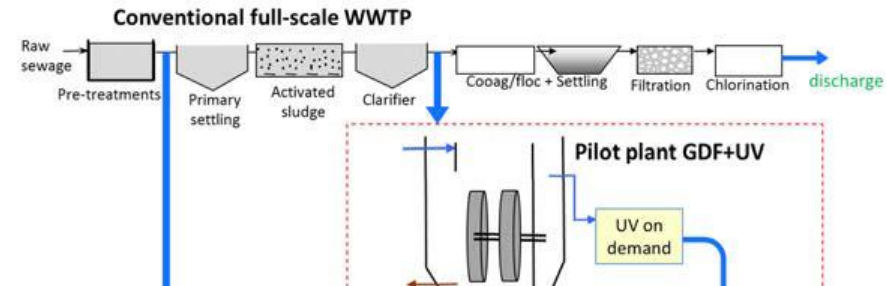 Conventional full-scale WWTP
Raw
sewage
Pre-treatments
Primary
settling
Activated
sludge
Clarifier
Cooag/floc + Settling
Filtration
Chlorination
discharge
Pilot plant GDF+UV
UV on
demand